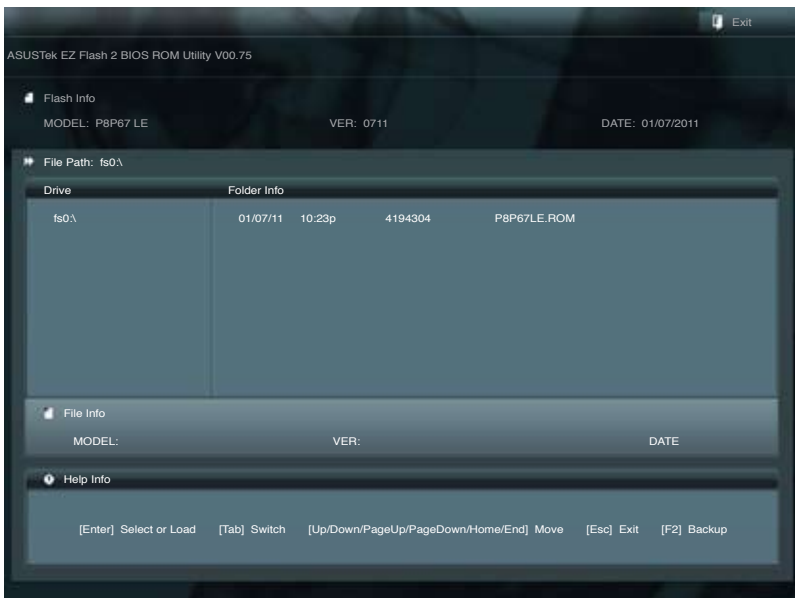 Exit
ASUSTek EZ Flash 2 BIOS ROM Utility V00.75
Flash Info
MODEL: P8P67 LE VER: 0711 DATE: 01/07/2011
File Path: fs0:\
Drive Folder Info
fs0:\ 01/07/11 10:23p 4194304 P8P67LE.ROM
File Info
MODEL: VER: DATE
Help Info
[Enter] Select or Load [Tab] Switch [Up/Down/PageUp/PageDown/Home/End] Move [Esc] Exit [F2] Backup